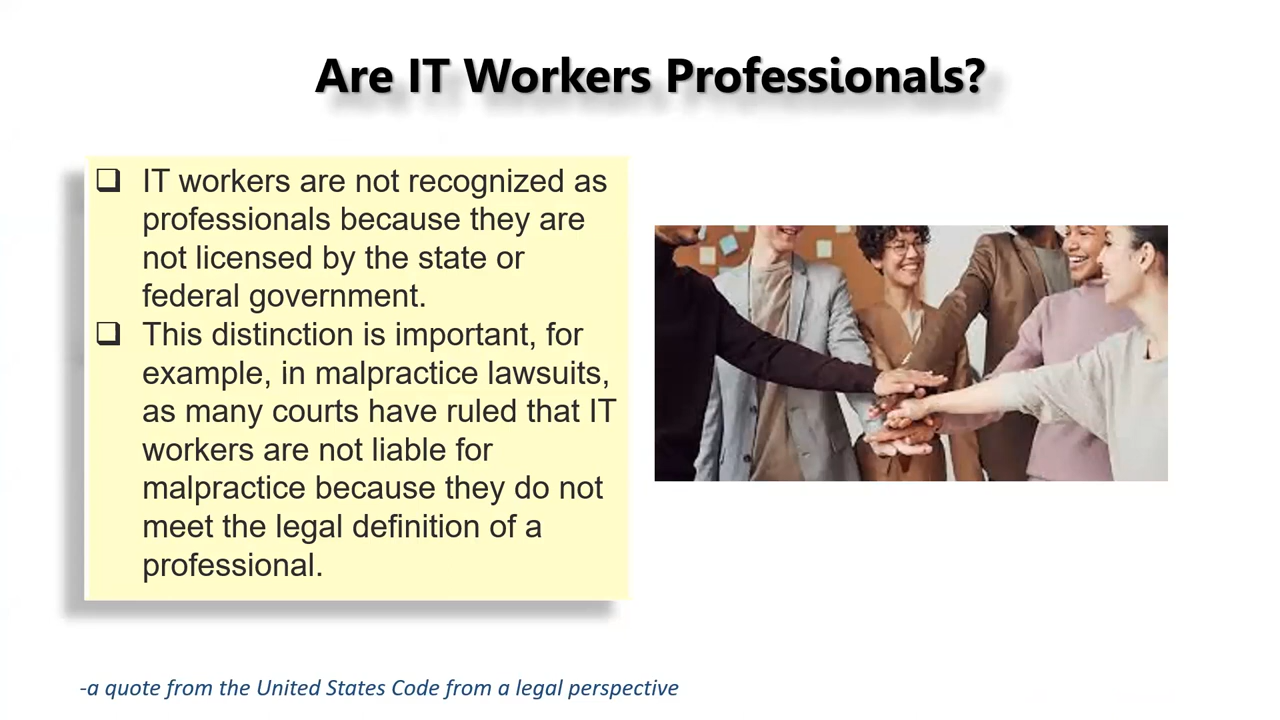 Are IT Workers Professionals?
❑ IT workers are not recognized as
professionals because they are
not licensed by the state or
federal government.
❑ This distinction is important, for
example, in malpractice lawsuits,
as many courts have ruled that IT
workers are not liable for
malpractice because they do not
meet the legal definition of a
professional.
-a quote from the United States Code from a legal perspective